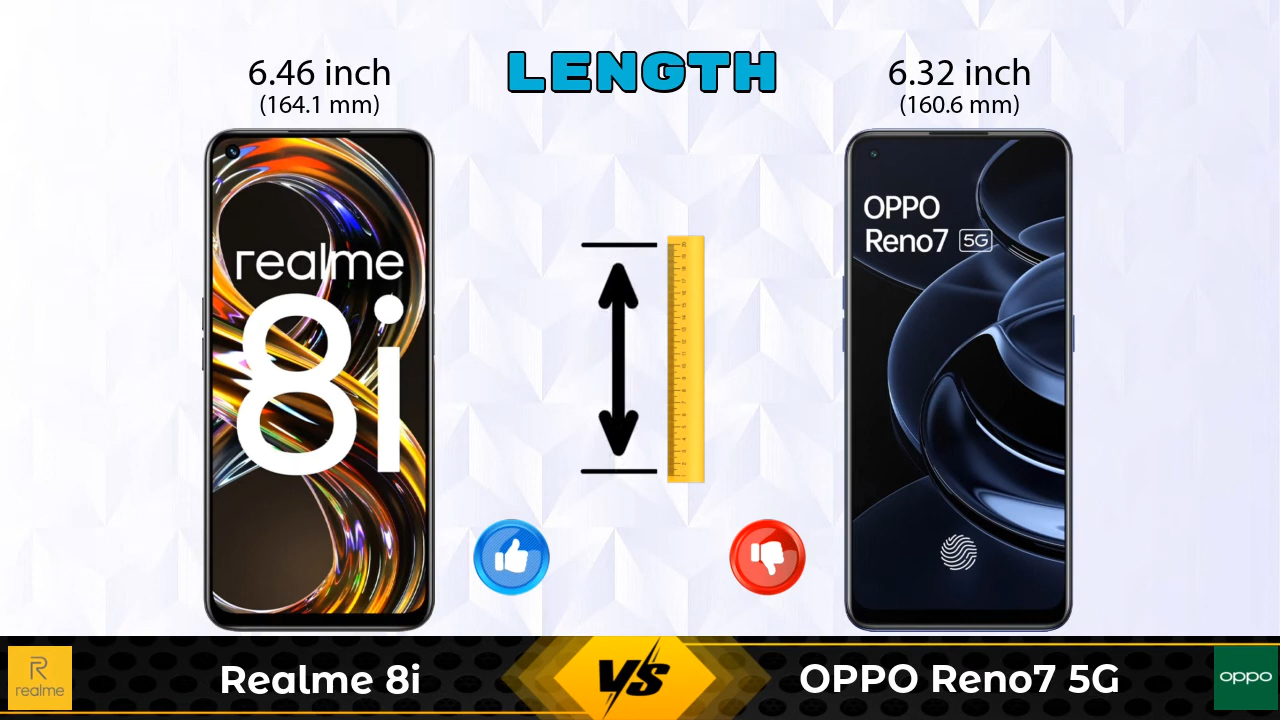 LENGTH
6.46 inch
(164.1 mm)
6.32 inch
(160.6 mm)
realme
8i
OPPO
Reno7 5G
R
realme
Realme 8i
VS
OPPO Reno7 5G
oppo